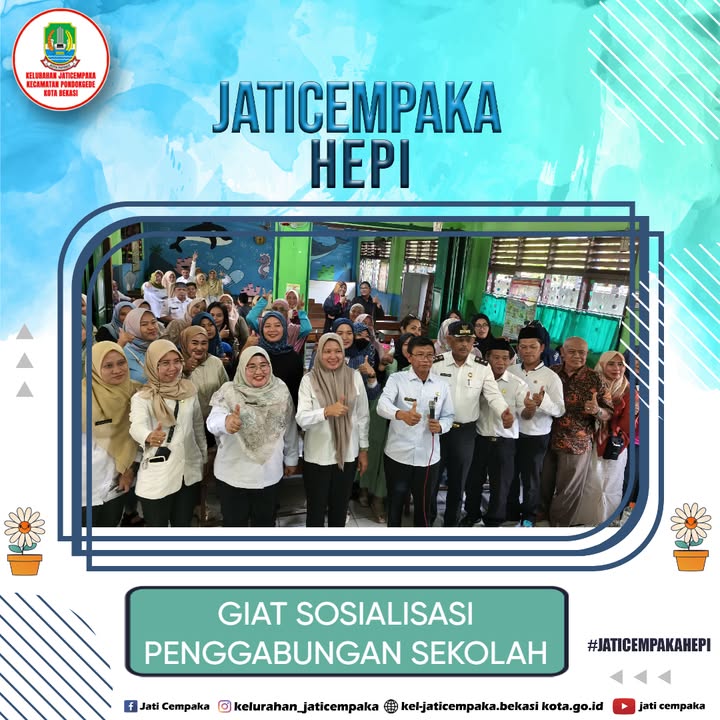 KELURAHAN JATICEMPAKA
KECAMATAN PONDOKGEDE
KOTA BEKASI
JATICEMPAKA
HEPI
GIAT SOSIALISASI
PENGGABUNGAN SEKOLAH
#JATICEMPAKAHEPI
Jati Cempaka kelurahan_jaticempaka kel-jaticempaka.bekasi kota.go.id jati cempaka